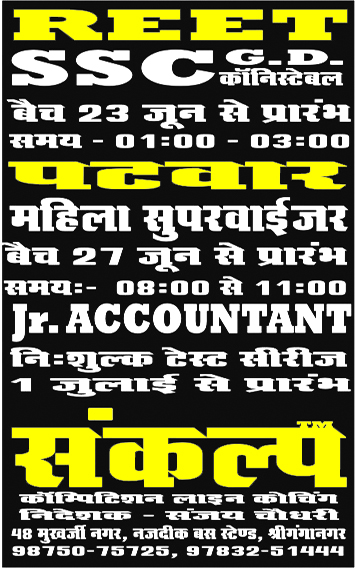 REET
SSC G.D. कॉनिस्टेबल
बैच 23 जून से प्रारंभ
समय - 01:00 - 03:00
पटवार
महिला सुपरवाईजर
बैच 27 जून से प्रारंभ
समय:- 08:00 से 11:00
Jr. ACCOUNTANT
निःशुल्क टेस्ट सीरीज
1 जुलाई से प्रारंभ
संकल्प TM
कॉम्पिटिशन लाइन कोचिंग
निदेशक - संजय चौधरी
48 मुखर्जी नगर, नजदीक बस स्टेण्ड, श्रीगंगानगर
98750-75725, 97832-51444